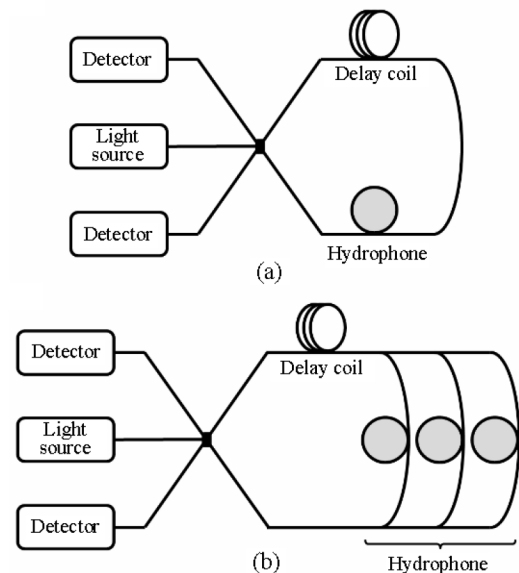 Detector
Delay coil
Light
source
Detector
Hydrophone
(a)
Detector
Delay coil
Light
source
Detector
(b)
Hydrophone